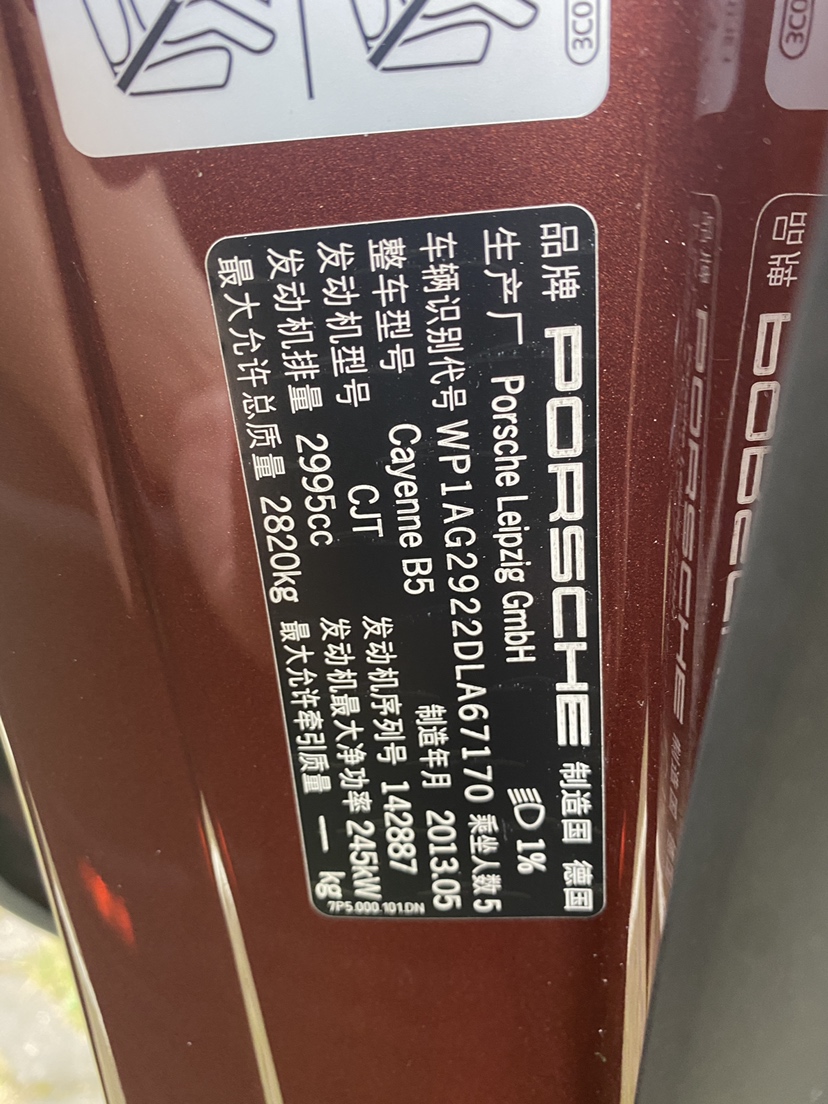 3C0
品牌 PORSCHE 制造国 德国
生产厂 Porsche Leipzig GmbH 1%
车辆识别代号 WP1AG2922DLA67170 乘坐人数 5
整车型号 Cayenne B5 制造年月 2013.05
发动机型号 CJT 发动机序列号 142887
发动机排量 2995cc 发动机最大净功率 245kW
最大允许总质量 2820kg 最大允许牵引质量 — kg
7P5.000.101.DN